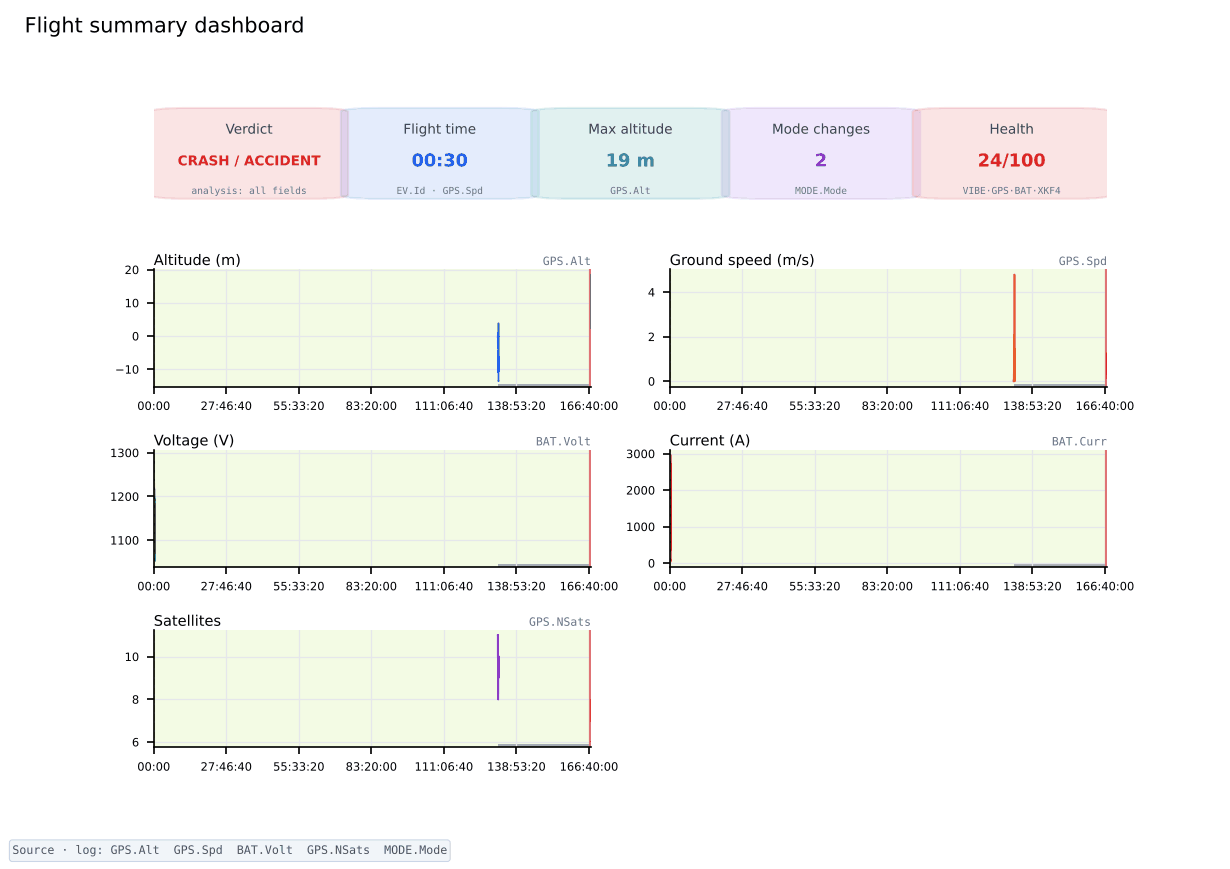 Flight summary dashboard
Verdict Flight time Max altitude Mode changes Health
CRASH / ACCIDENT 00:30 19 m 2 24/100
analysis: all fields EV.Id · GPS.Spd GPS.Alt MODE.Mode VIBE·GPS·BAT·XKF4
Altitude (m) GPS.Alt
20
10
0
−10
00:00 27:46:40 55:33:20 83:20:00 111:06:40 138:53:20 166:40:00
Ground speed (m/s) GPS.Spd
4
2
0
00:00 27:46:40 55:33:20 83:20:00 111:06:40 138:53:20 166:40:00
Voltage (V) BAT.Volt
1300
1200
1100
00:00 27:46:40 55:33:20 83:20:00 111:06:40 138:53:20 166:40:00
Current (A) BAT.Curr
3000
2000
1000
0
00:00 27:46:40 55:33:20 83:20:00 111:06:40 138:53:20 166:40:00
Satellites GPS.NSats
10
8
6
00:00 27:46:40 55:33:20 83:20:00 111:06:40 138:53:20 166:40:00
Source · log: GPS.Alt GPS.Spd BAT.Volt GPS.NSats MODE.Mode